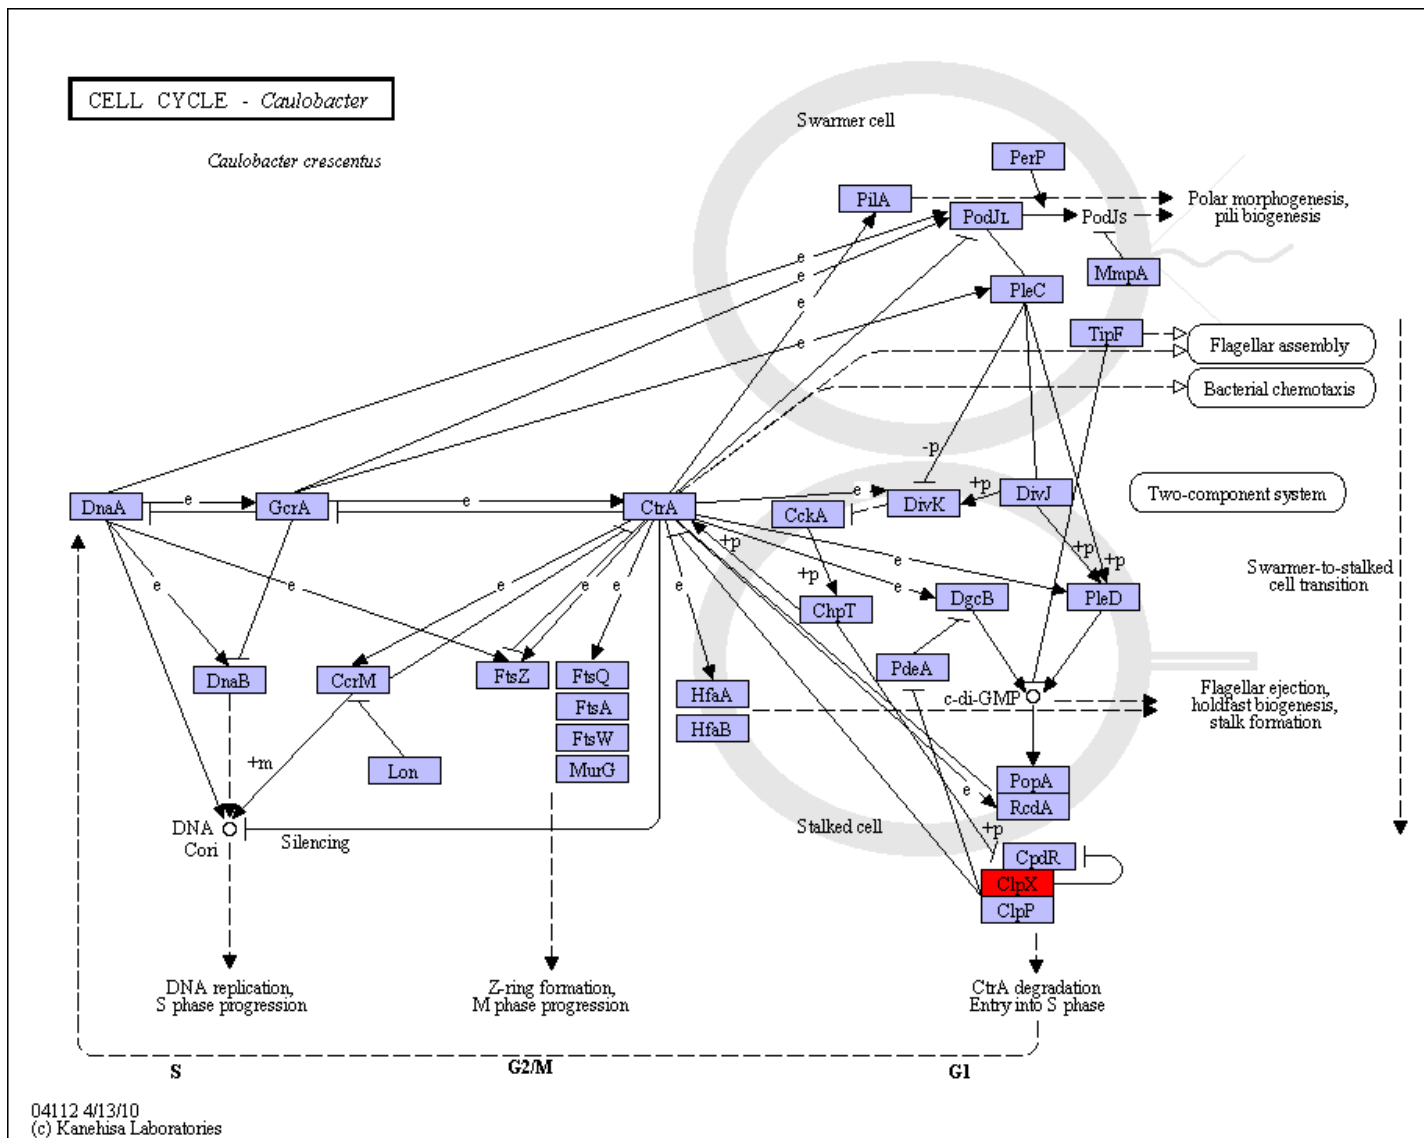 CELL CYCLE - Caulobacter
Caulobacter crescentus
Swarmer cell
PerP
PilA
PodJL
PodJS
Polar morphogenesis,
pili biogenesis
MmpA
PleC
TipF
Flagellar assembly
Bacterial chemotaxis
e
e
e
e
-p
DnaA
e
GcrA
e
CtrA
e
CckA
DivK
+p
DivJ
Two-component system
+p
+p
+p
+p
e
e
e
e
e
e
e
e
Swarmer-to-stalked
cell transition
ChpT
DgcB
PleD
DnaB
CcrM
FtsZ
FtsQ
FtsA
FtsW
MurG
HfaA
HfaB
PdeA
c-di-GMP
Flagellar ejection,
holdfast biogenesis,
stalk formation
+m
Lon
PopA
RcdA
e
DNA
Cori
Silencing
Stalked cell
+p
CpdR
ClpX
ClpP
DNA replication,
S phase progression
Z-ring formation,
M phase progression
CtrA degradation
Entry into S phase
S
G2/M
G1
04112 4/13/10
(c) Kanehisa Laboratories